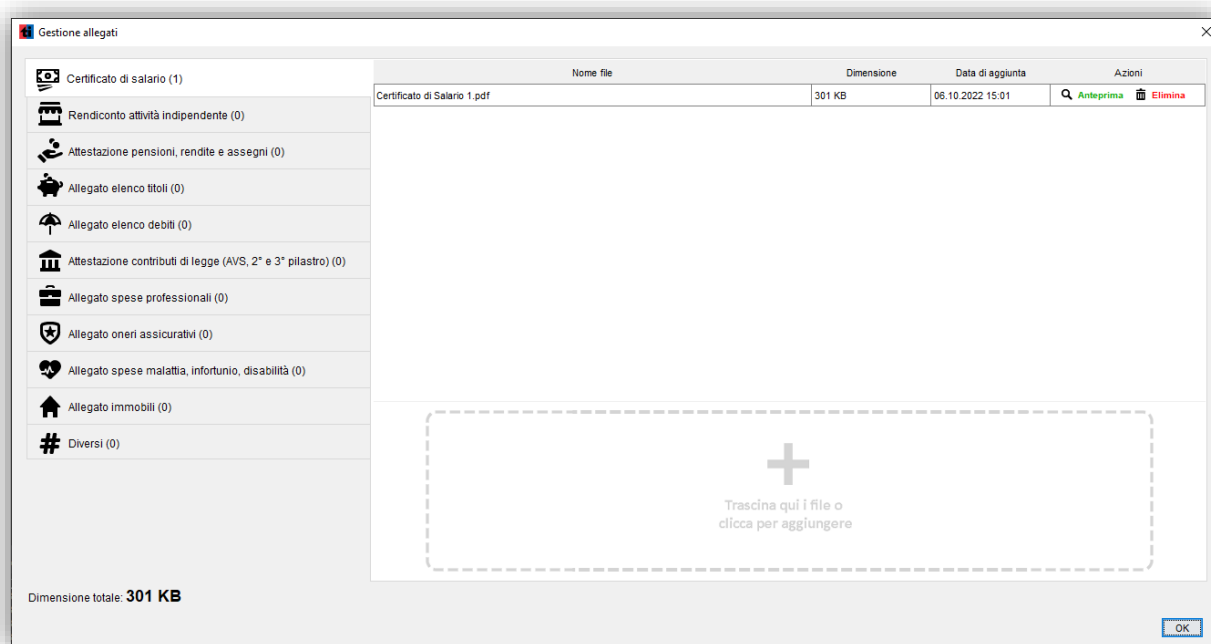 ti Gestione allegati
Certificato di salario (1)
Rendiconto attività indipendente (0)
Attestazione pensioni, rendite e assegni (0)
Allegato elenco titoli (0)
Allegato elenco debiti (0)
Attestazione contributi di legge (AVS, 2° e 3° pilastro) (0)
Allegato spese professionali (0)
Allegato oneri assicurativi (0)
Allegato spese malattia, infortunio, disabilità (0)
Allegato immobili (0)
Diversi (0)
Nome file Dimensione Data di aggiunta Azioni
Certificato di Salario 1.pdf 301 KB 06.10.2022 15:01 Anteprima Elimina
Trascina qui i file o
clicca per aggiungere
Dimensione totale: 301 KB
OK